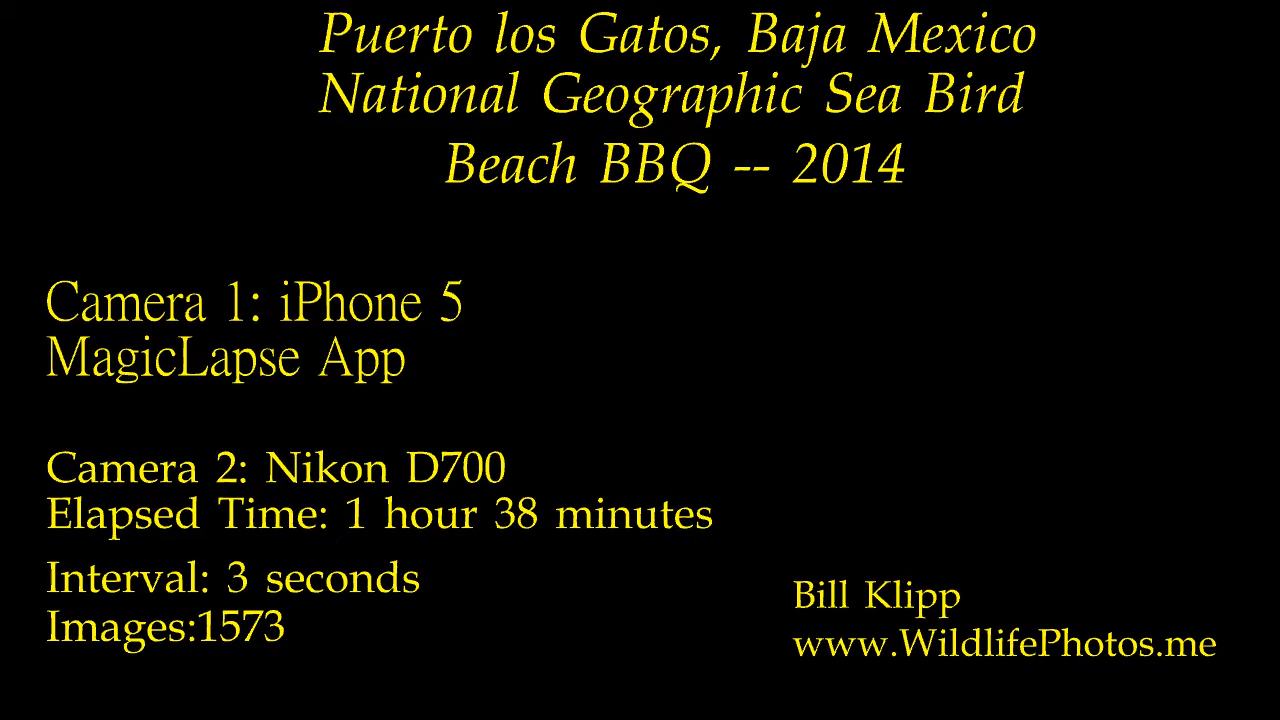 Puerto los Gatos, Baja Mexico
National Geographic Sea Bird
Beach BBQ -- 2014
Camera 1: iPhone 5
MagicLapse App
Camera 2: Nikon D700
Elapsed Time: 1 hour 38 minutes
Interval: 3 seconds
Images:1573
Bill Klipp
www.WildlifePhotos.me